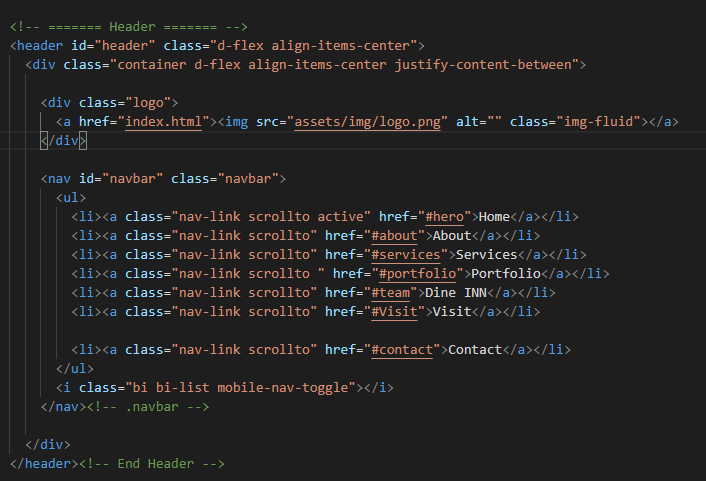 <!-- ======= Header ======= -->
<header id="header" class="d-flex align-items-center">
<div class="container d-flex align-items-center justify-content-between">
<div class="logo">
<a href="index.html"><img src="assets/img/logo.png" alt="" class="img-fluid"></a>
</div>
<nav id="navbar" class="navbar">
<ul>
<li><a class="nav-link scrollto active" href="#hero">Home</a></li>
<li><a class="nav-link scrollto" href="#about">About</a></li>
<li><a class="nav-link scrollto" href="#services">Services</a></li>
<li><a class="nav-link scrollto " href="#portfolio">Portfolio</a></li>
<li><a class="nav-link scrollto" href="#team">Dine INN</a></li>
<li><a class="nav-link scrollto" href="#Visit">Visit</a></li>
<li><a class="nav-link scrollto" href="#contact">Contact</a></li>
</ul>
<i class="bi bi-list mobile-nav-toggle"></i>
</nav><!-- .navbar -->
</div>
</header><!-- End Header -->